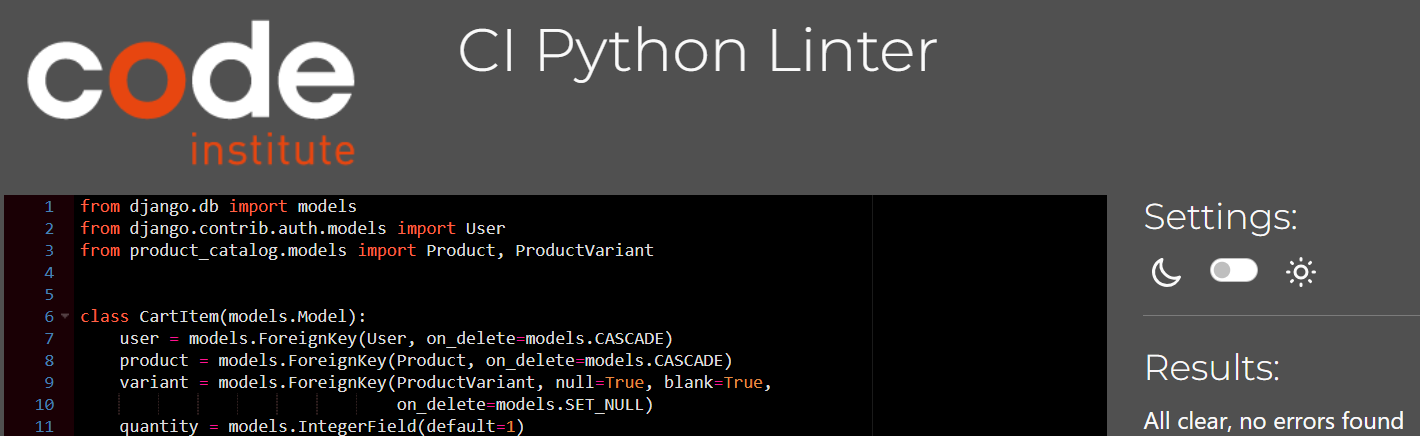 code
institute
CI Python Linter
1 from django.db import models
2 from django.contrib.auth.models import User
3 from product_catalog.models import Product, ProductVariant
4
5
6 class CartItem(models.Model):
7     user = models.ForeignKey(User, on_delete=models.CASCADE)
8     product = models.ForeignKey(Product, on_delete=models.CASCADE)
9     variant = models.ForeignKey(ProductVariant, null=True, blank=True,
10                                 on_delete=models.SET_NULL)
11     quantity = models.IntegerField(default=1)
Settings:
Results:
All clear, no errors found